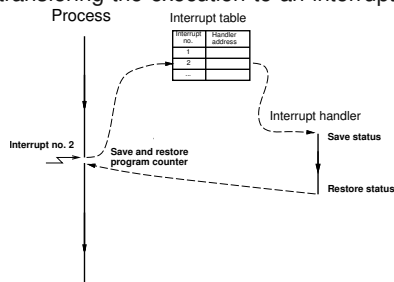 transferring the execution to an interrupt
Process
Interrupt table
Interrupt no.
Handler address
1
2
...
Interrupt handler
Save status
Interrupt no. 2
Save and restore
program counter
Restore status